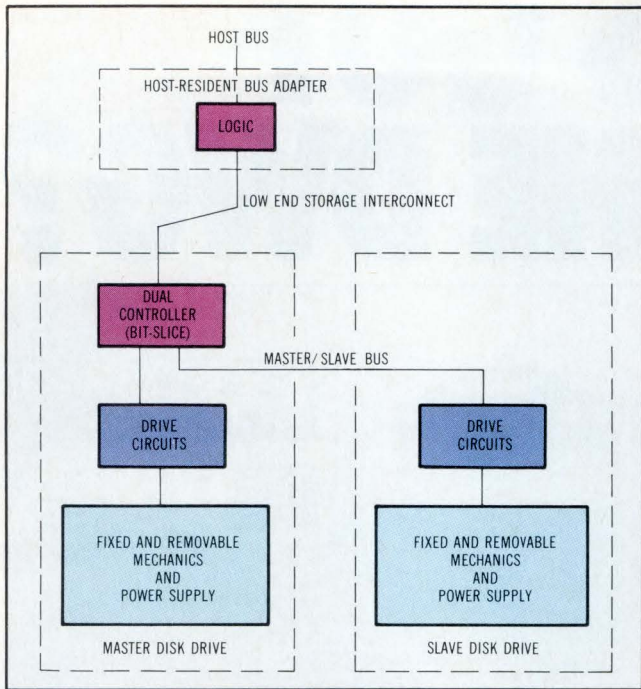 HOST BUS
HOST-RESIDENT BUS ADAPTER
LOGIC
LOW END STORAGE INTERCONNECT
DUAL
CONTROLLER
(BIT-SLICE)
MASTER/SLAVE BUS
DRIVE
CIRCUITS
DRIVE
CIRCUITS
FIXED AND REMOVABLE
MECHANICS
AND
POWER SUPPLY
FIXED AND REMOVABLE
MECHANICS
AND
POWER SUPPLY
MASTER DISK DRIVE
SLAVE DISK DRIVE